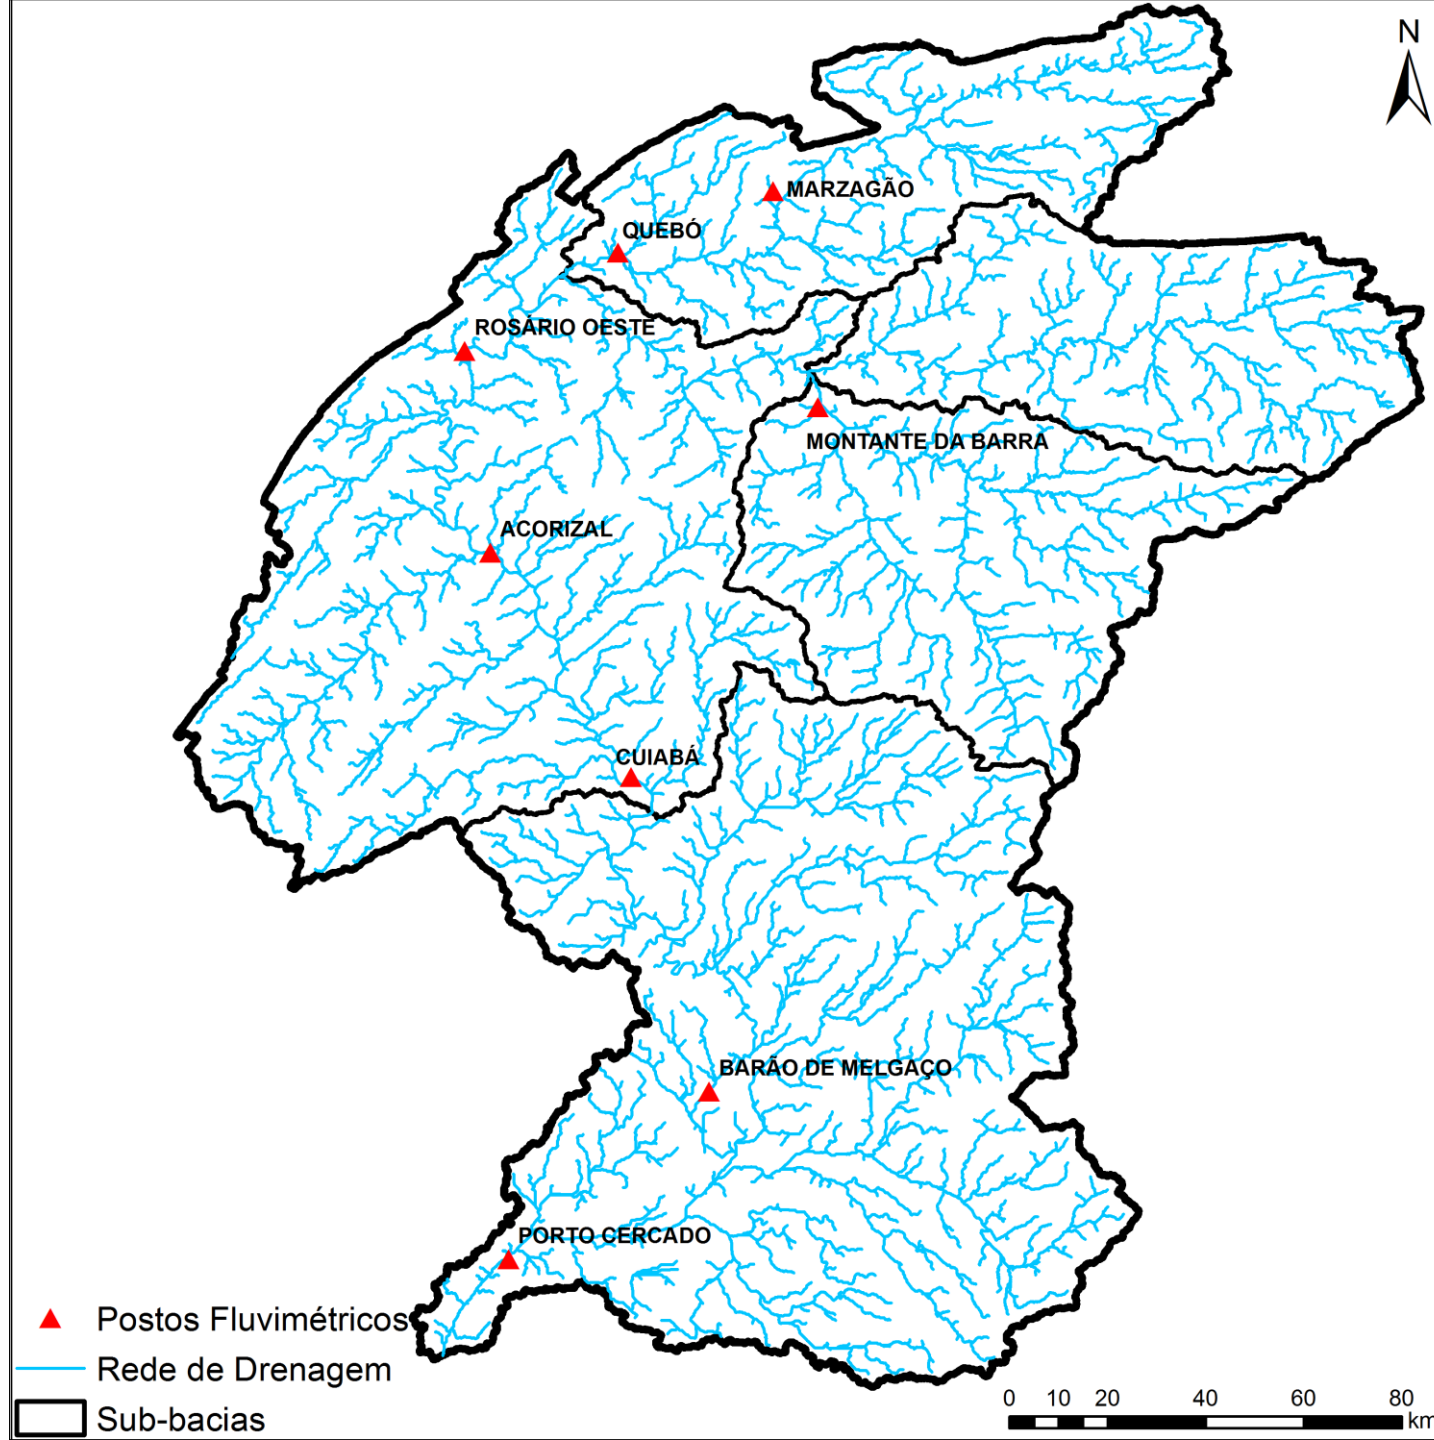 N
MARZAGÃO
QUEBÓ
ROSÁRIO OESTE
MONTANTE DA BARRA
ACORIZAL
CUIABÁ
BARÃO DE MELGAÇO
PORTO CERCADO
Postos Fluvimétricos
Rede de Drenagem
Sub-bacias
0 10 20 40 60 80
km